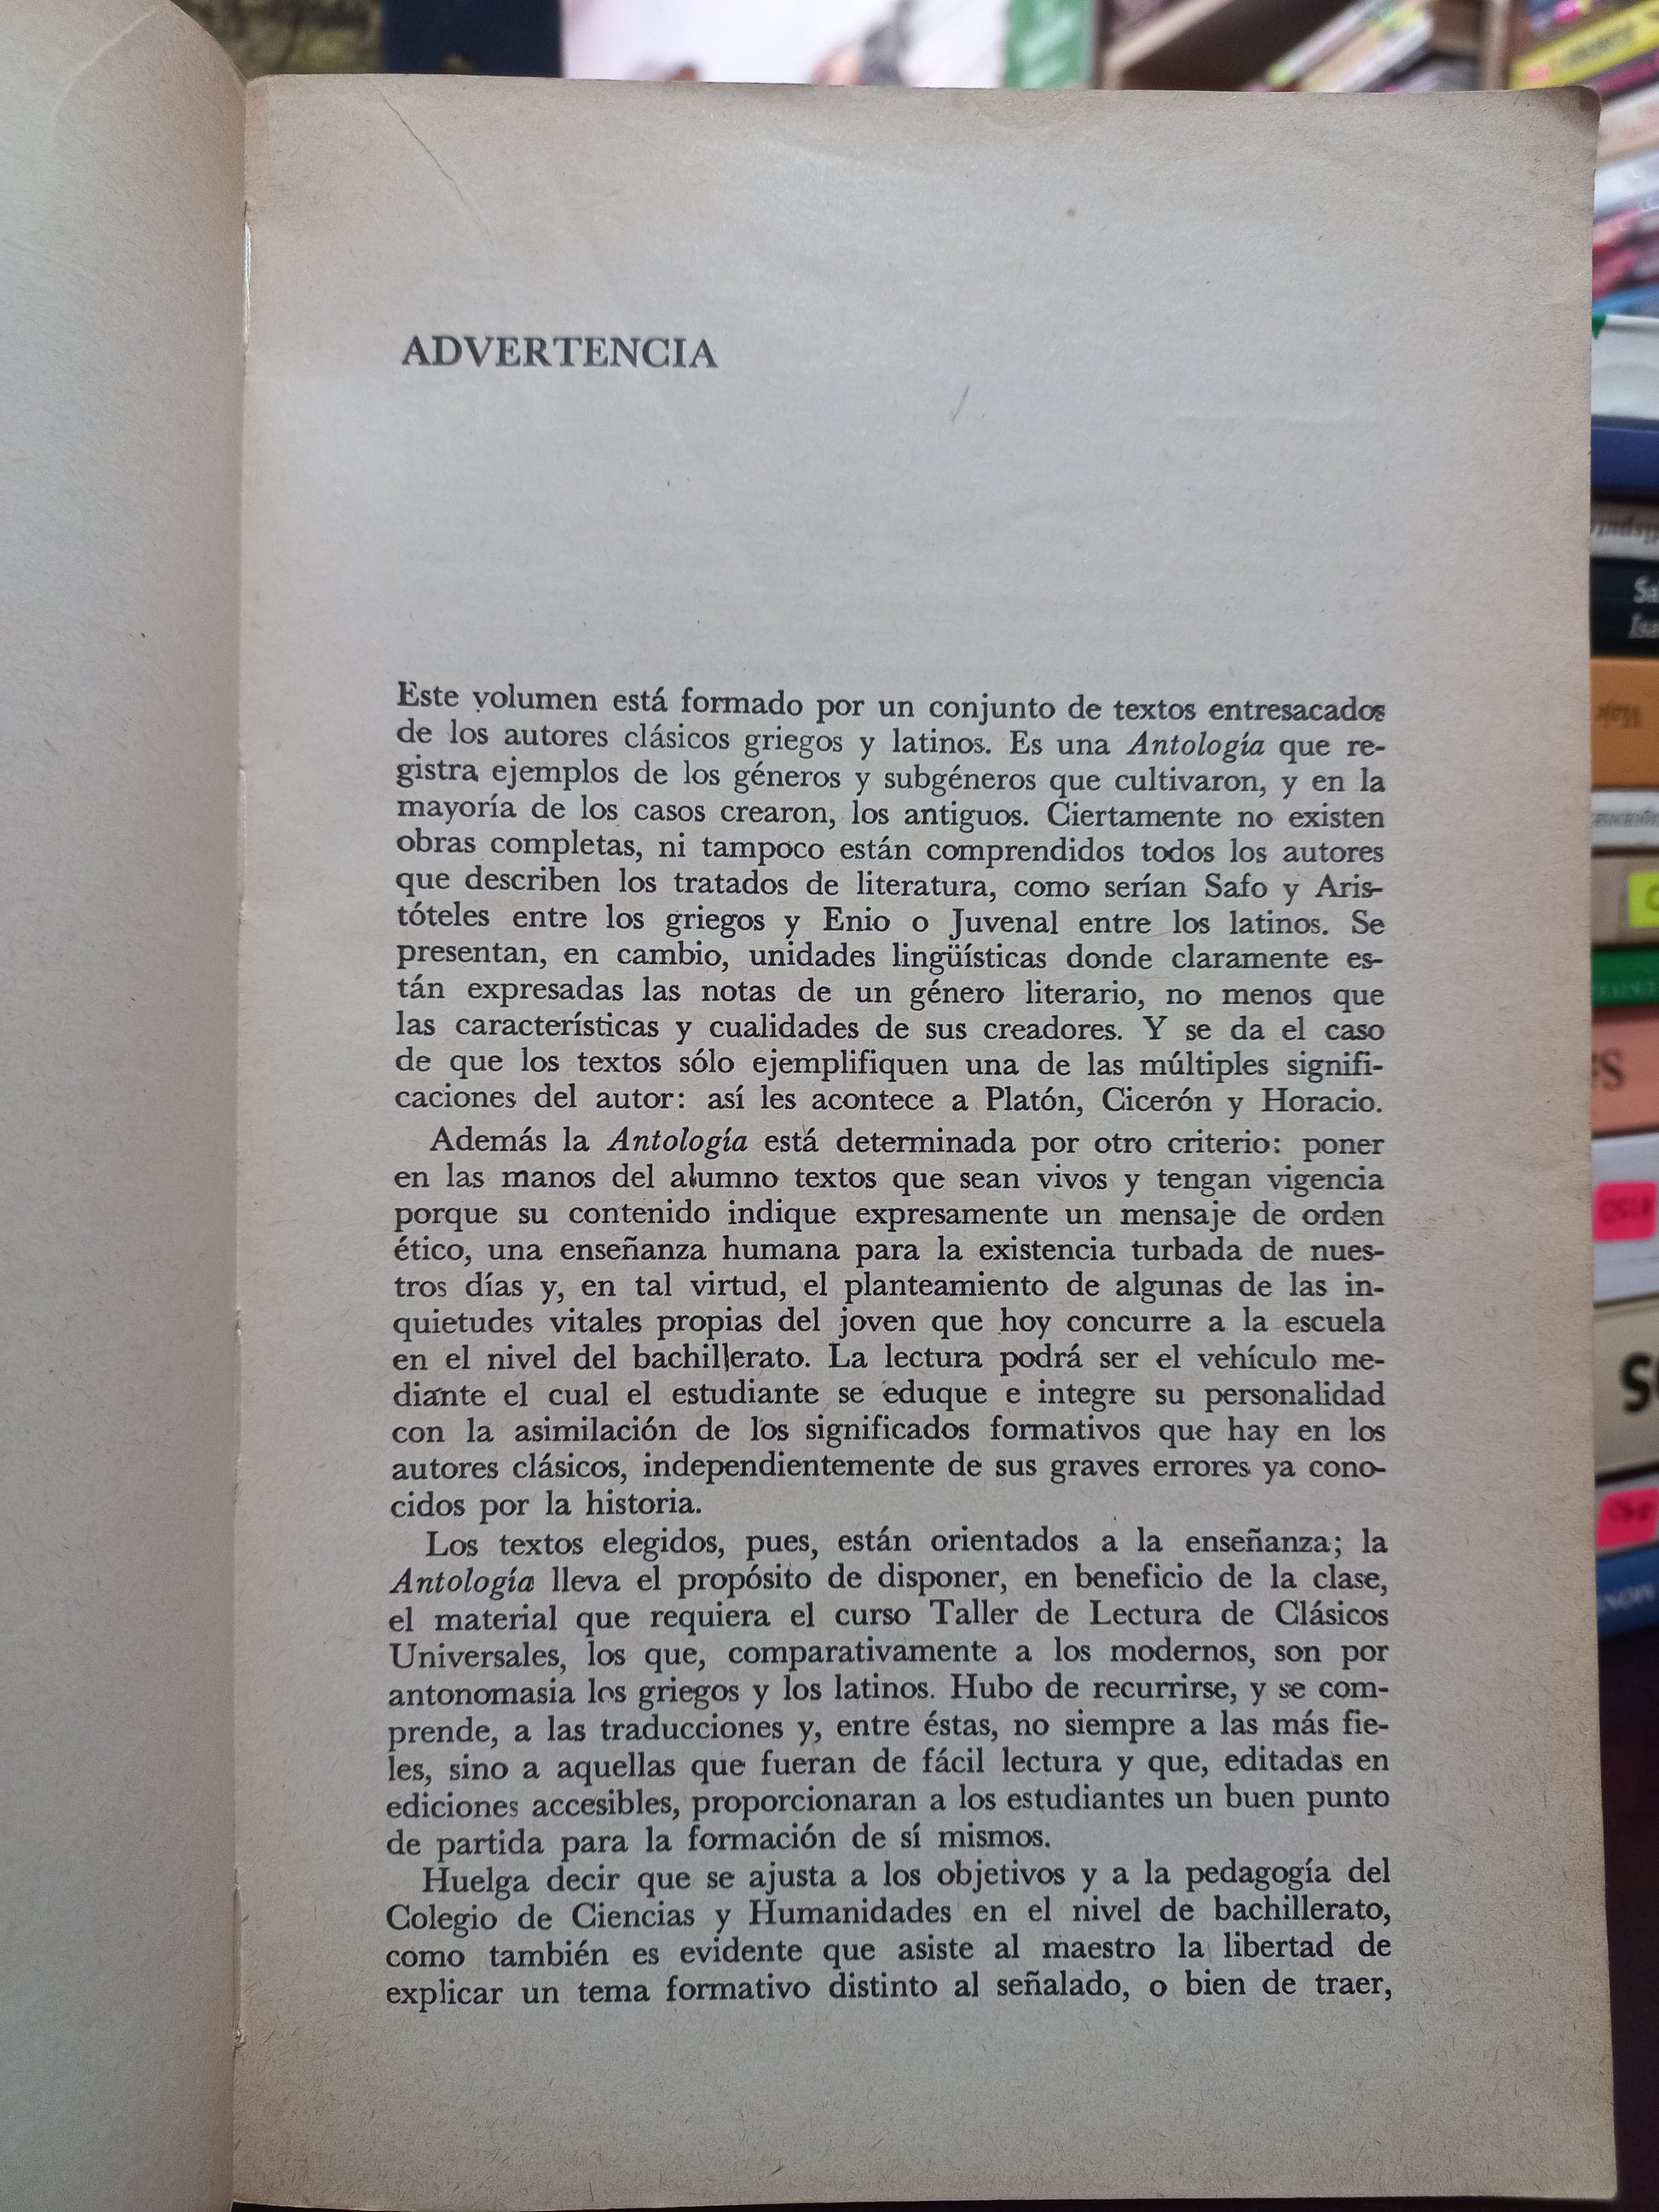 ADVERTENCIA
Este volumen está formado por un conjunto de textos entresacados
de los autores clásicos griegos y latinos. Es una Antología que re-
gistra ejemplos de los géneros y subgéneros que cultivaron, y en la
mayoría de los casos crearon, los antiguos. Ciertamente no existen
obras completas, ni tampoco están comprendidos todos los autores
que describen los tratados de literatura, como serían Safo y Aris-
tóteles entre los griegos y Enio o Juvenal entre los latinos. Se
presentan, en cambio, unidades lingüísticas donde claramente es-
tán expresadas las notas de un género literario, no menos que
las características y cualidades de sus creadores. Y se da el caso
de que los textos sólo ejemplifiquen una de las múltiples signifi-
caciones del autor: así les acontece a Platón, Cicerón y Horacio.
Además la Antología está determinada por otro criterio: poner
en las manos del alumno textos que sean vivos y tengan vigencia
porque su contenido indique expresamente un mensaje de orden
ético, una enseñanza humana para la existencia turbada de nues-
tros días y, en tal virtud, el planteamiento de algunas de las in-
quietudes vitales propias del joven que hoy concurre a la escuela
en el nivel del bachillerato. La lectura podrá ser el vehículo me-
diante el cual el estudiante se eduque e integre su personalidad
con la asimilación de los significados formativos que hay en los
autores clásicos, independientemente de sus graves errores ya cono-
cidos por la historia.
Los textos elegidos, pues, están orientados a la enseñanza; la
Antología lleva el propósito de disponer, en beneficio de la clase,
el material que requiera el curso Taller de Lectura de Clásicos
Universales, los que, comparativamente a los modernos, son por
antonomasia los griegos y los latinos. Hubo de recurrirse, y se com-
prende, a las traducciones y, entre éstas, no siempre a las más fie-
les, sino a aquellas que fueran de fácil lectura y que, editadas en
ediciones accesibles, proporcionaran a los estudiantes un buen punto
de partida para la formación de sí mismos.
Huelga decir que se ajusta a los objetivos y a la pedagogía del
Colegio de Ciencias y Humanidades en el nivel de bachillerato,
como también es evidente que asiste al maestro la libertad de
explicar un tema formativo distinto al señalado, o bien de traer,